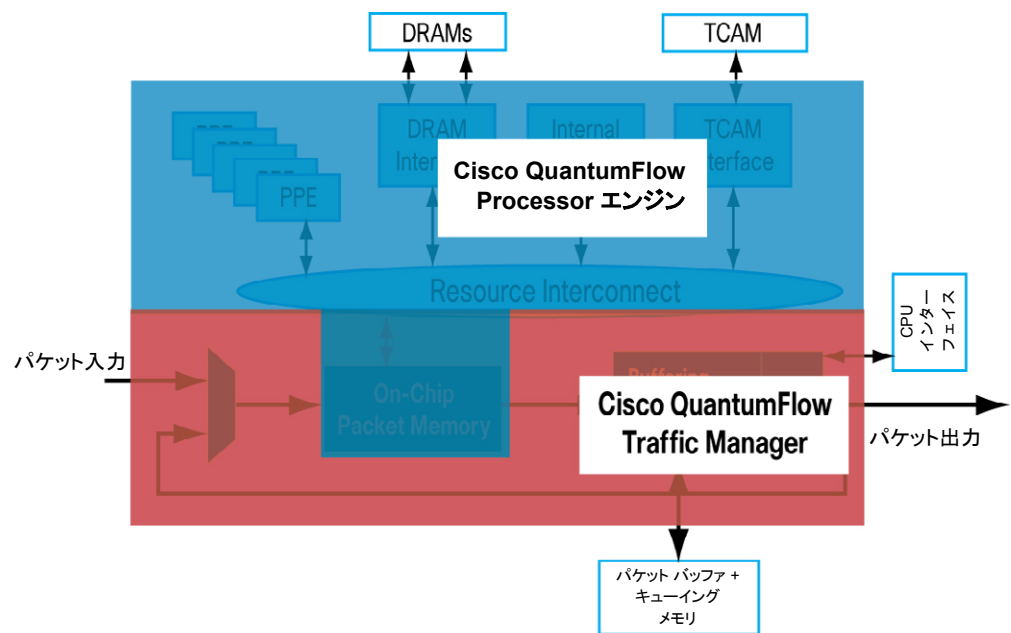 DRAMs
TCAM
DRAM
Internal
TCAM
Cisco QuantumFlow
Processor エンジン
PPE
Resource Interconnect
CPU
インター
フェイス
パケット入力
Buffering
On-Chip
Packet Memory
Cisco QuantumFlow
Traffic Manager
パケット出力
パケット バッファ +
キューイング
メモリ